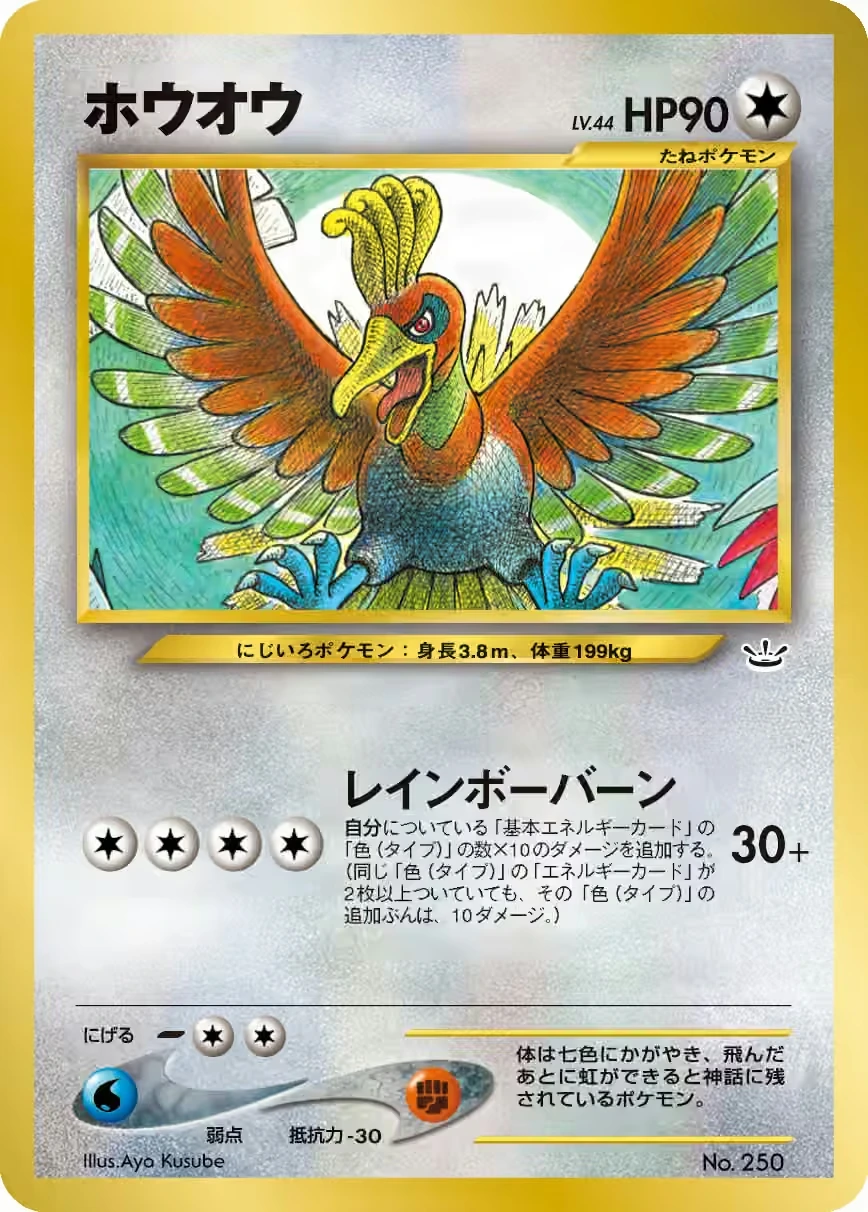 ホウオウ
LV.44 HP90
たねポケモン
にじいろポケモン：身長3.8m、体重199kg
レインボーバーン
自分についている「基本エネルギーカード」の
「色（タイプ）」の数×10のダメージを追加する。
（同じ「色（タイプ）」の「エネルギーカード」が
2枚以上ついていても、その「色（タイプ）」の
追加ぶんは、10ダメージ。）
30+
にげる
弱点
抵抗力-30
体は七色にかがやき、飛んだ
あとに虹ができると神話に残
されているポケモン。
Illus.Aya Kusube
No. 250